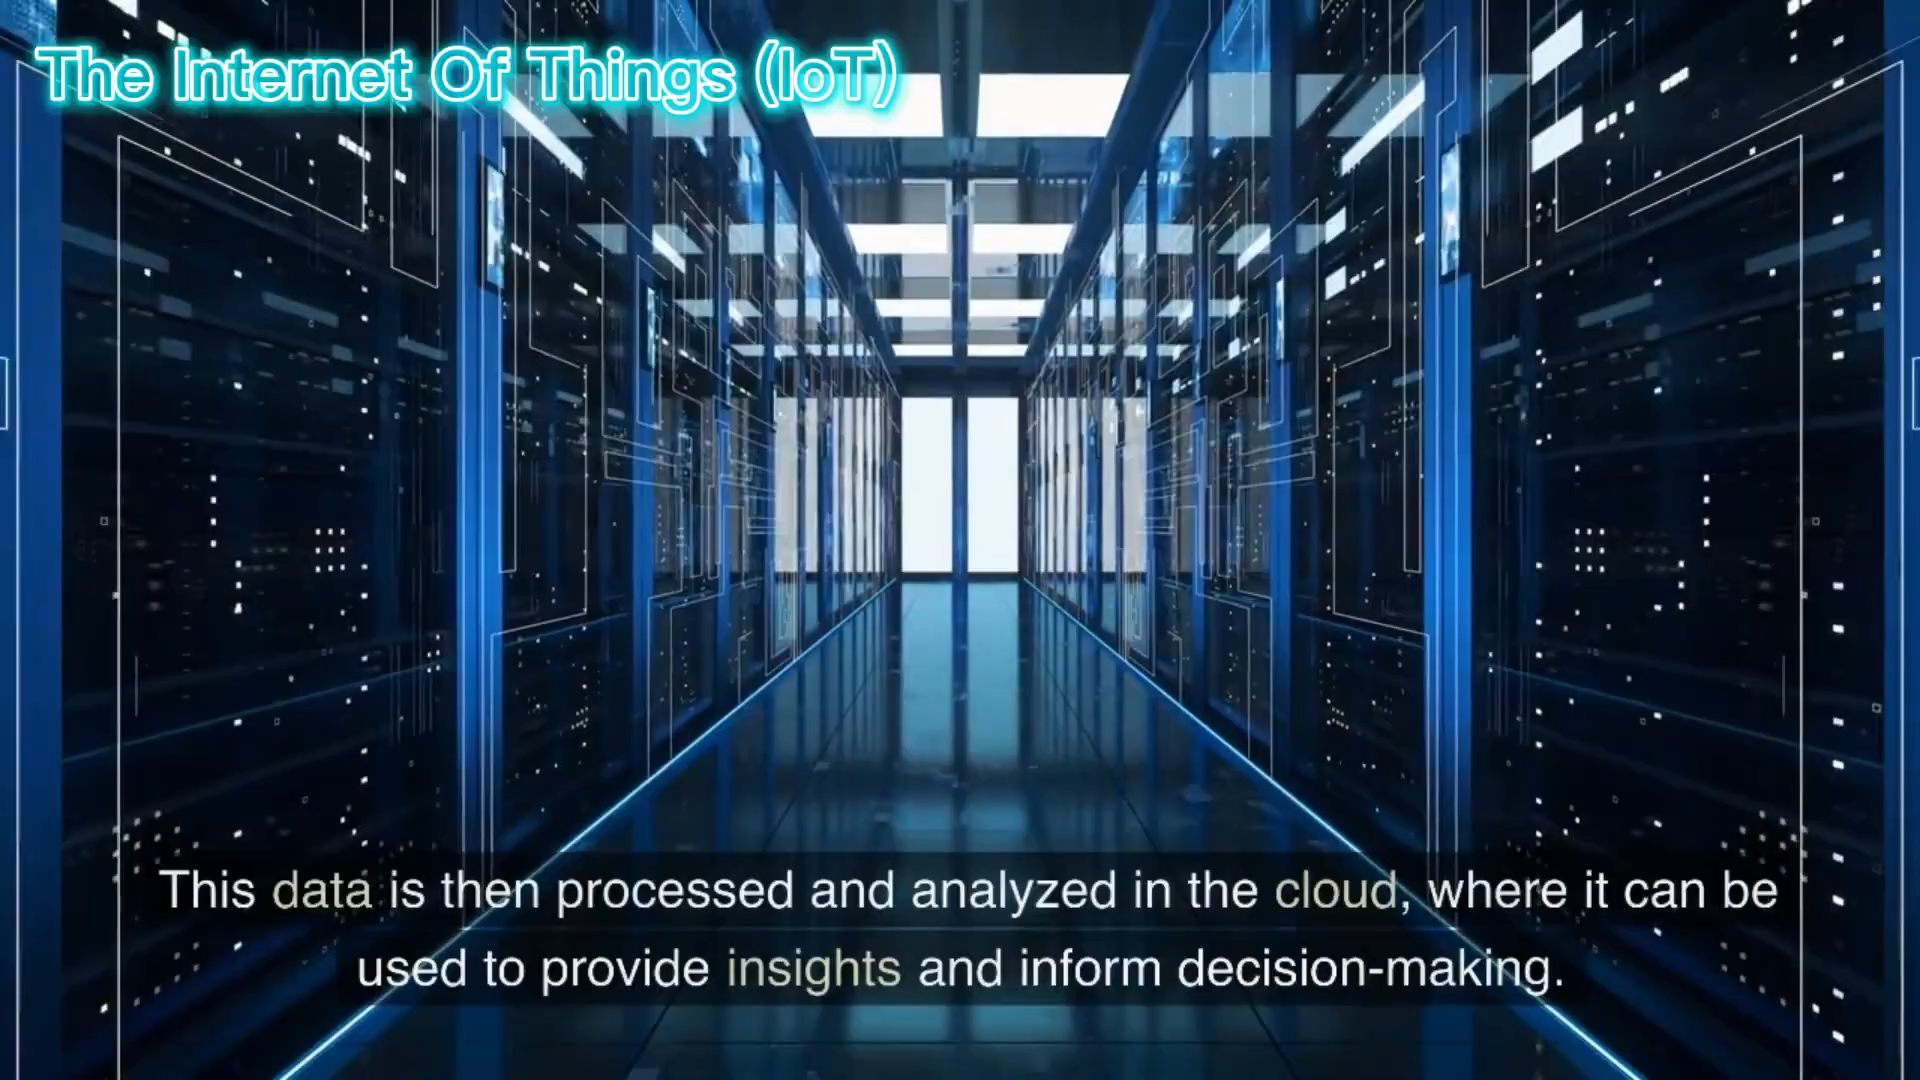 The Internet Of Things (IoT)
This data is then processed and analyzed in the cloud, where it can be
used to provide insights and inform decision-making.